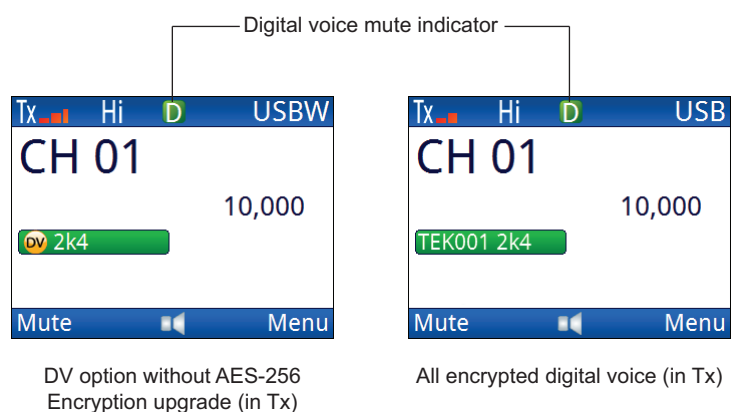 Digital voice mute indicator
Tx Hi D USBW
CH 01
10,000
DV 2k4
Mute Menu
DV option without AES-256
Encryption upgrade (in Tx)
Tx Hi D USB
CH 01
10,000
TEK001 2k4
Mute Menu
All encrypted digital voice (in Tx)